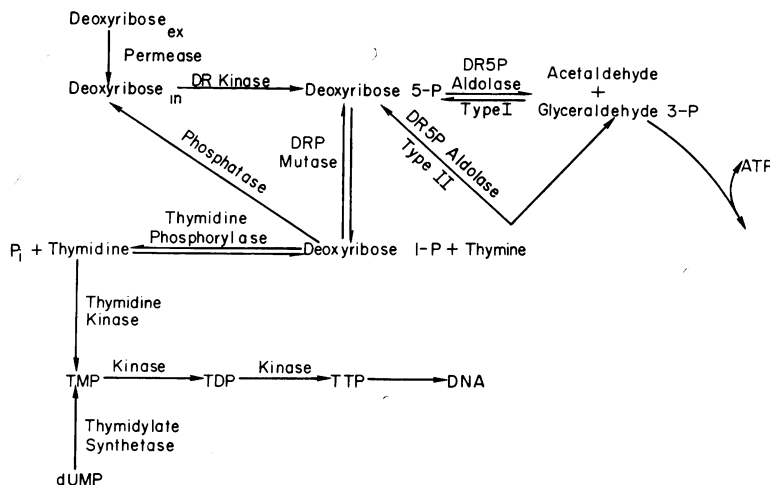 Deoxyribose ex
Permease
Deoxyribose in
DR Kinase
Deoxyribose 5-P
DR5P
Aldolase
Type I
Acetaldehyde
+
Glyceraldehyde 3-P
ATP
Phosphatase
DRP
Mutase
DR5P Aldolase
Type II
Thymidine
Phosphorylase
Pi + Thymidine
Deoxyribose 1-P + Thymine
Thymidine
Kinase
TMP
Kinase
TDP
Kinase
TTP
DNA
Thymidylate
Synthetase
dUMP